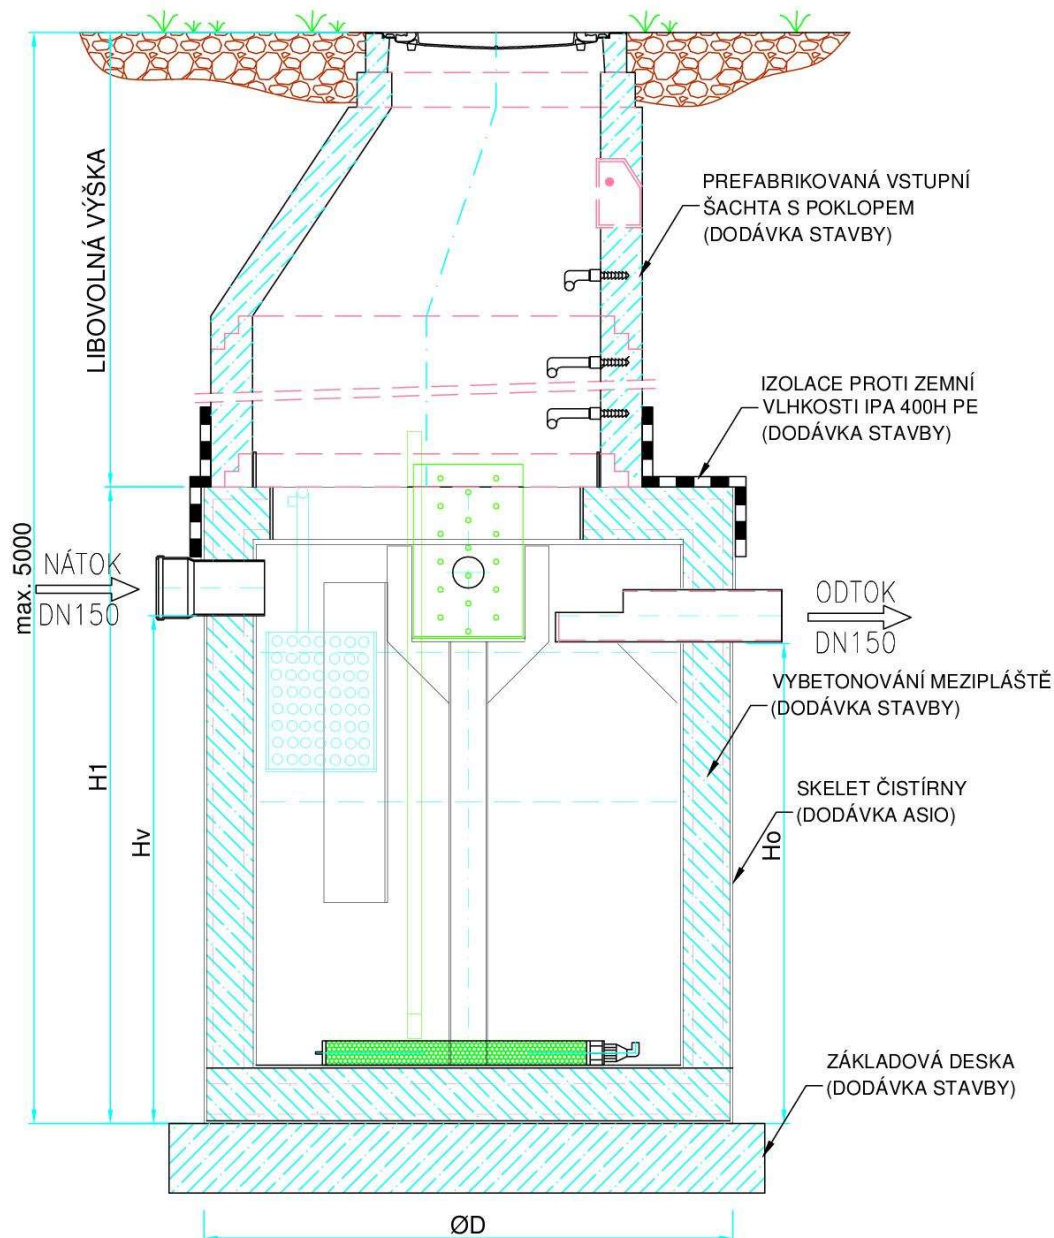 LIBOVOLNÁ VÝŠKA
max. 5000
PREFABRIKOVANÁ VSTUPNÍ
ŠACHTA S POKLOPEM
(DODÁVKA STAVBY)
IZOLACE PROTI ZEMNÍ
VLHKOSTI IPA 400H PE
(DODÁVKA STAVBY)
NÁTOK
DN150
ODTOK
DN150
VYBETONOVÁNÍ MEZIPLÁŠTĚ
(DODÁVKA STAVBY)
SKELET ČISTÍRNY
(DODÁVKA ASIO)
H1
Hv
Ho
ZÁKLADOVÁ DESKA
(DODÁVKA STAVBY)
ØD